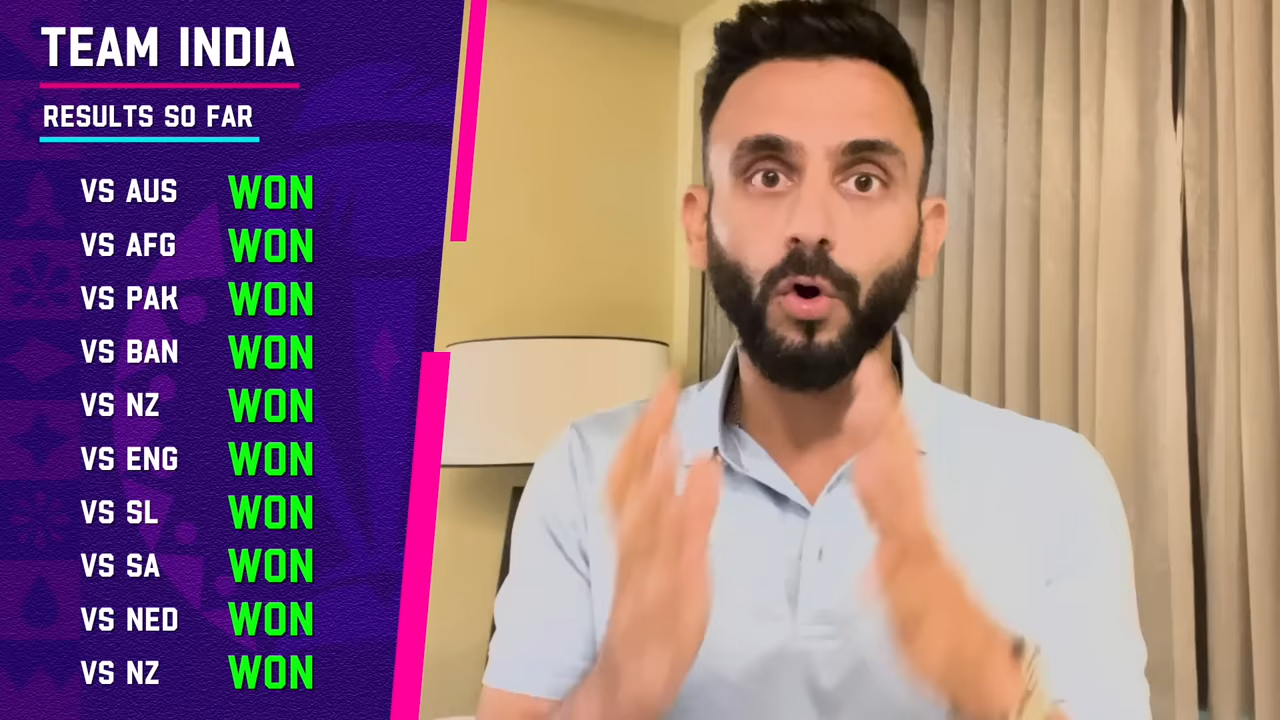 TEAM INDIA
RESULTS SO FAR
VS AUS WON
VS AFG WON
VS PAK WON
VS BAN WON
VS NZ WON
VS ENG WON
VS SL WON
VS SA WON
VS NED WON
VS NZ WON